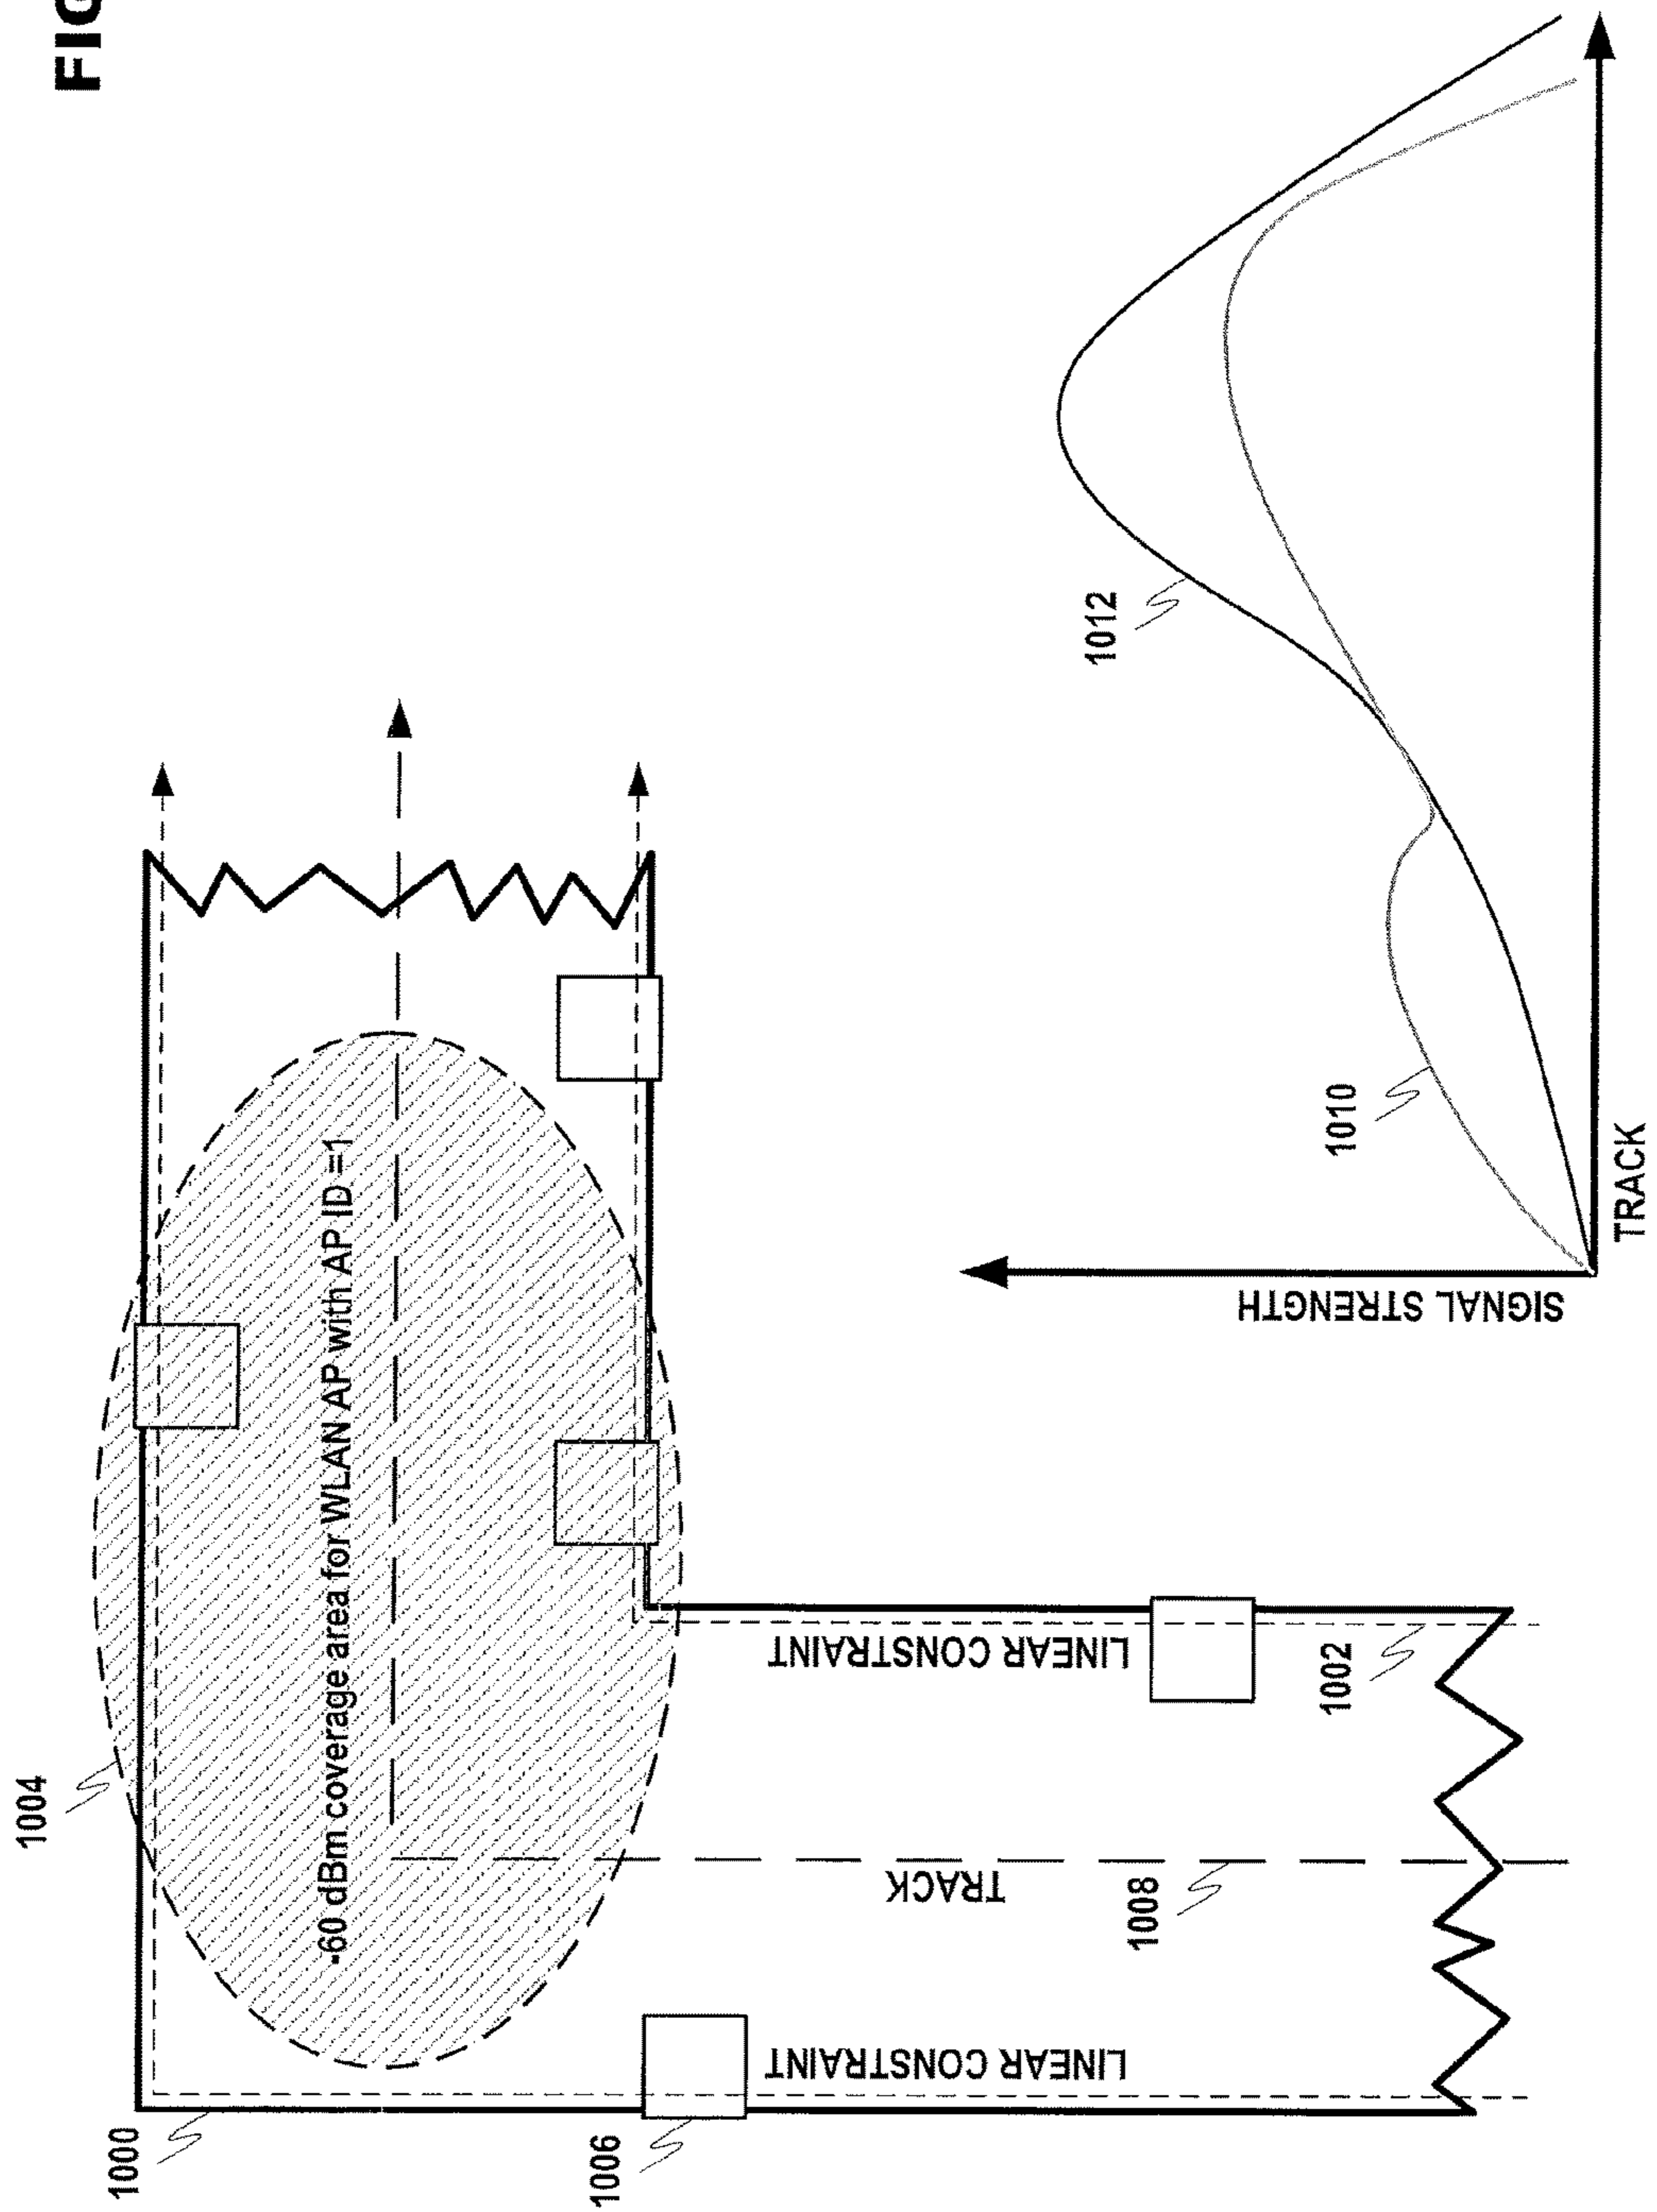 FIG
1004
-60 dBm coverage area for WLAN AP with AP ID =1
1000
1006
LINEAR CONSTRAINT
TRACK
1008
LINEAR CONSTRAINT
1002
SIGNAL STRENGTH
TRACK
1010
1012